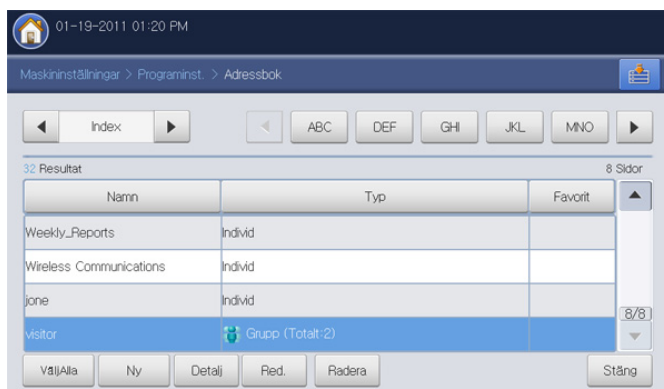 01-19-2011 01:20 PM
Maskininställningar > Programinst. > Adressbok
Index ABC DEF GHI JKL MNO
32 Resultat 8 Sidor
Namn Typ Favorit
Weekly_Reports Individ
Wireless Communications Individ
jone Individ
8/8
visitor Grupp (Totalt:2)
VäljAlla Ny Detalj Red. Radera Stäng